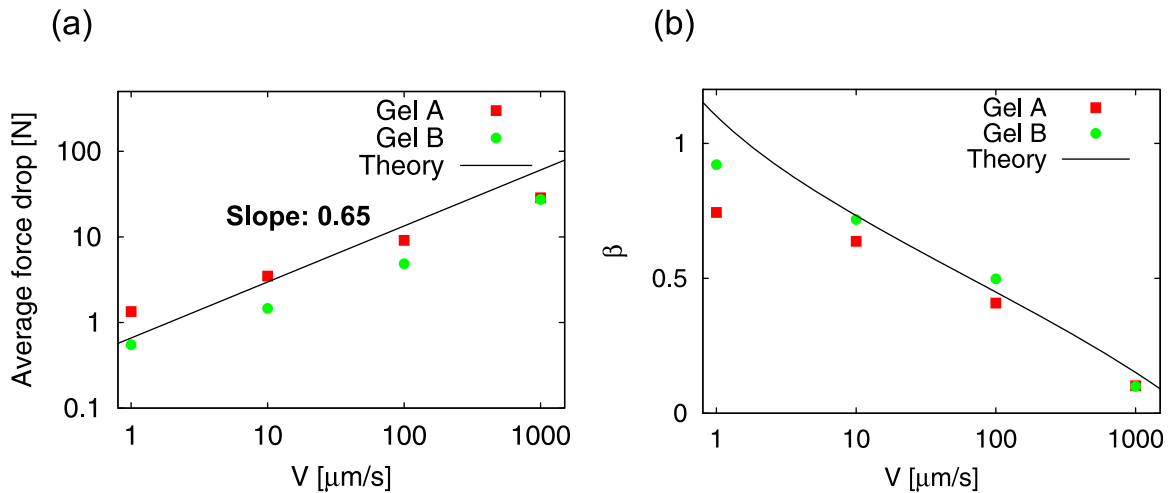 (a)
Average force drop [N]
100
10
1
0.1
Gel A
Gel B
Theory
Slope: 0.65
1 10 100 1000
V [μm/s]
(b)
β
1
0.5
0
Gel A
Gel B
Theory
1 10 100 1000
V [μm/s]